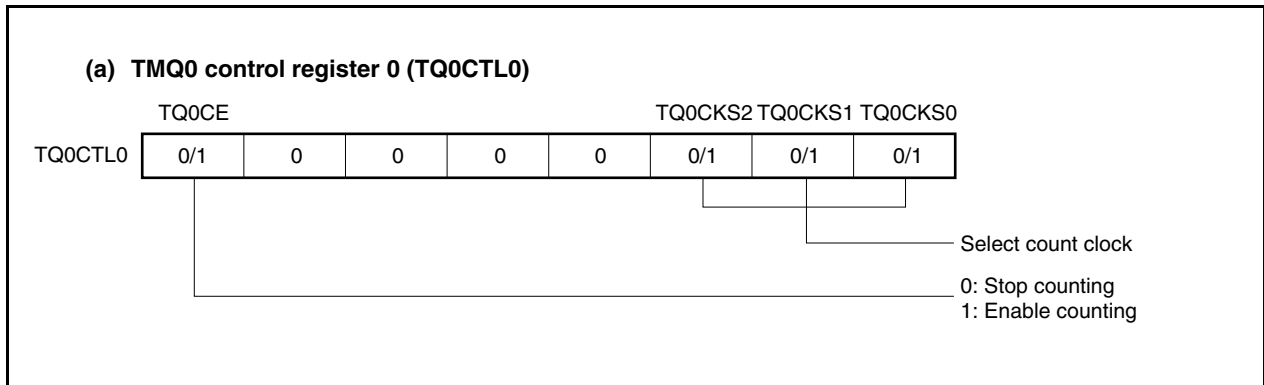 (a) TMQ0 control register 0 (TQ0CTL0)
TQ0CE TQ0CKS2 TQ0CKS1 TQ0CKS0
TQ0CTL0 0/1 0 0 0 0 0/1 0/1 0/1
Select count clock
0: Stop counting
1: Enable counting